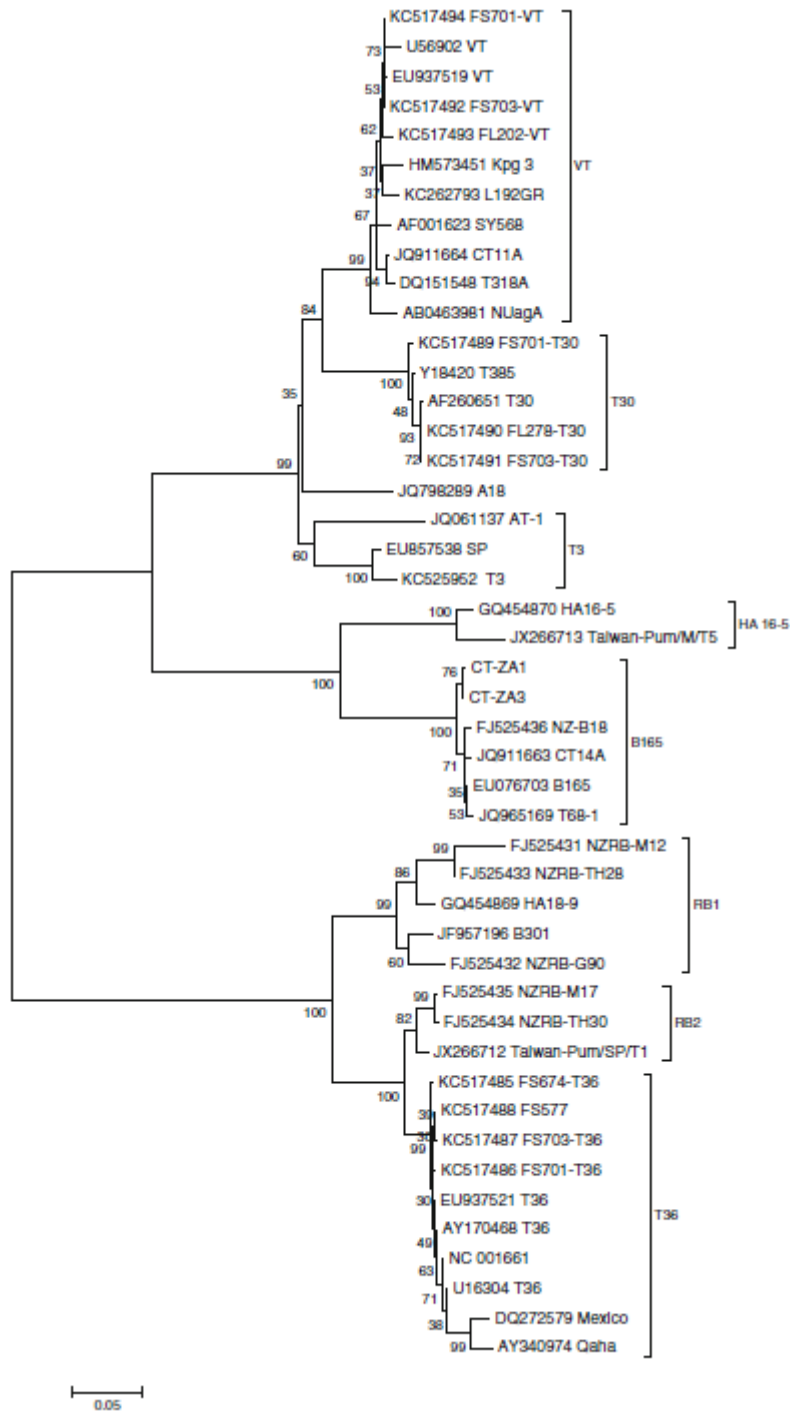 KC517494 FS701-VT
73
U56902 VT
EU937519 VT
53
KC517492 FS703-VT
62
KC517493 FL202-VT
HM573451 Kpg 3
VT
37
KC262793 L192GR
37
67
AF001623 SY568
JQ911664 CT11A
99
94
DQ151548 T318A
84
AB0463981 NUagA
KC517489 FS701-T30
Y18420 T385
100
35
AF260651 T30
T30
48
KC517490 FL278-T30
93
KC517491 FS703-T30
72
99
JQ798289 A18
JQ061137 AT-1
EU857538 SP
T3
60
KC525952 T3
100
GQ454870 HA16-5
100
HA 16-5
JX266713 Taiwan-Pum/M/T5
CT-ZA1
76
100
CT-ZA3
FJ525436 NZ-B18
100
B165
JQ911663 CT14A
71
EU076703 B165
35
JQ965169 T68-1
53
FJ525431 NZRB-M12
99
FJ525433 NZRB-TH28
86
GQ454869 HA18-9
99
RB1
JF957196 B301
FJ525432 NZRB-G90
60
FJ525435 NZRB-M17
99
100
FJ525434 NZRB-TH30
82
RB2
JX266712 Taiwan-Pum/SP/T1
KC517485 FS674-T36
100
KC517488 FS577
39
KC517487 FS703-T36
99
KC517486 FS701-T36
EU937521 T36
30
T36
AY170468 T36
49
NC 001661
63
U16304 T36
71
DQ272579 Mexico
38
AY340974 Qaha
99
0.05